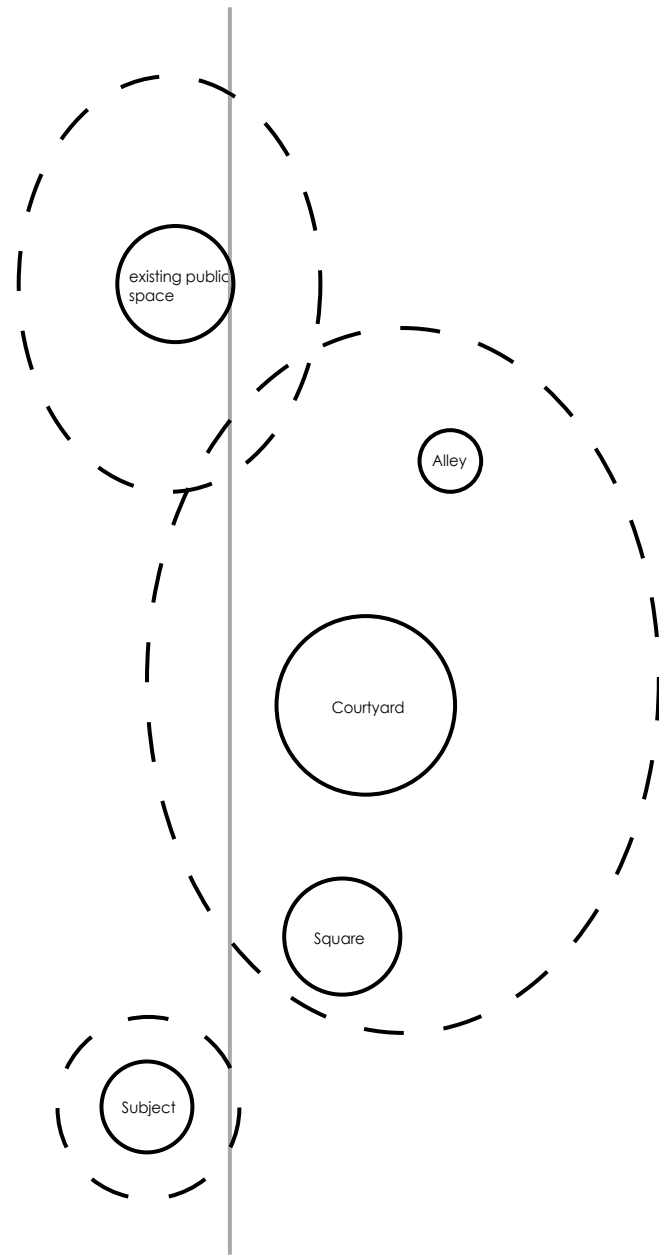 existing public
space
Alley
Courtyard
Square
Subject